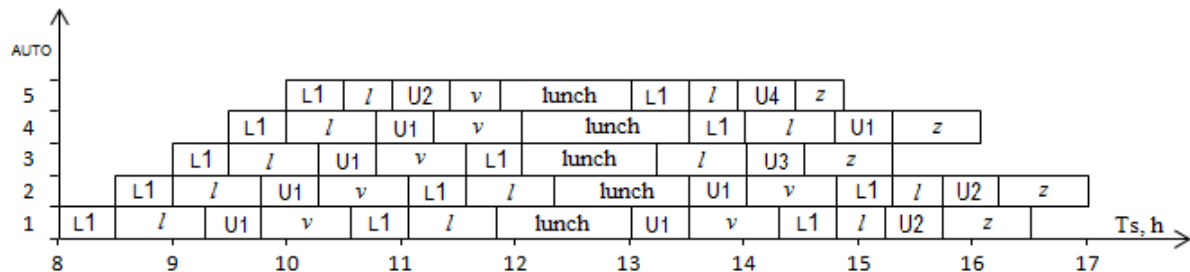 AUTO
5 L1 l U2 v lunch L1 l U4 z
4 L1 l U1 v lunch L1 l U1 z
3 L1 l U1 v L1 lunch l U3 z
2 L1 l U1 v L1 l lunch U1 v L1 l U2 z
1 L1 l U1 v L1 l lunch U1 v L1 l U2 z Ts, h
8 9 10 11 12 13 14 15 16 17